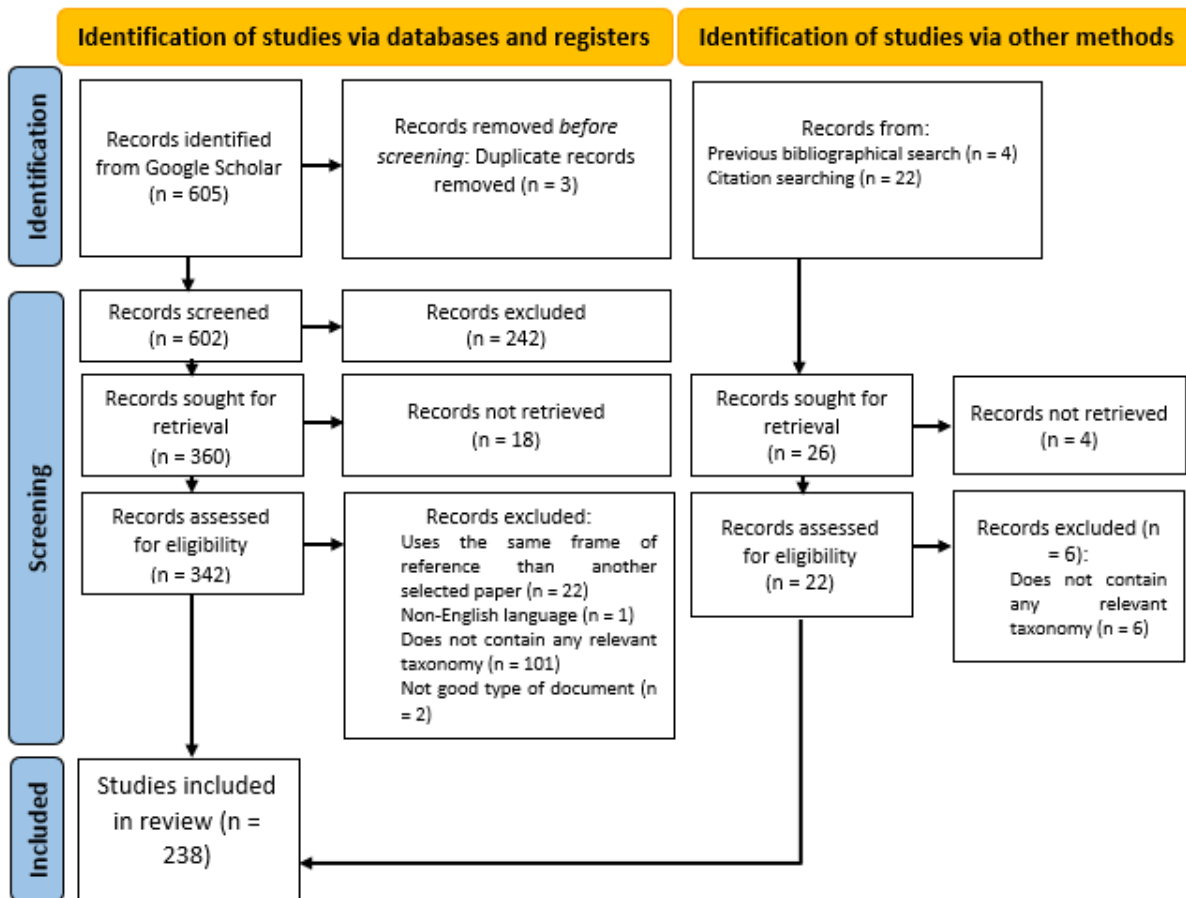 Identification of studies via databases and registers
Identification of studies via other methods
Identification
Records identified
from Google Scholar
(n = 605)
Records removed before
screening: Duplicate records
removed (n = 3)
Records from:
Previous bibliographical search (n = 4)
Citation searching (n = 22)
Screening
Records screened
(n = 602)
Records excluded
(n = 242)
Records sought for
retrieval
(n = 360)
Records not retrieved
(n = 18)
Records sought for
retrieval
(n = 26)
Records not retrieved
(n = 4)
Records assessed
for eligibility
(n = 342)
Records excluded:
Uses the same frame of
reference than another
selected paper (n = 22)
Non-English language (n = 1)
Does not contain any relevant
taxonomy (n = 101)
Not good type of document (n
= 2)
Records assessed
for eligibility
(n = 22)
Records excluded (n
= 6):
Does not contain
any relevant
taxonomy (n = 6)
Included
Studies included
in review (n =
238)